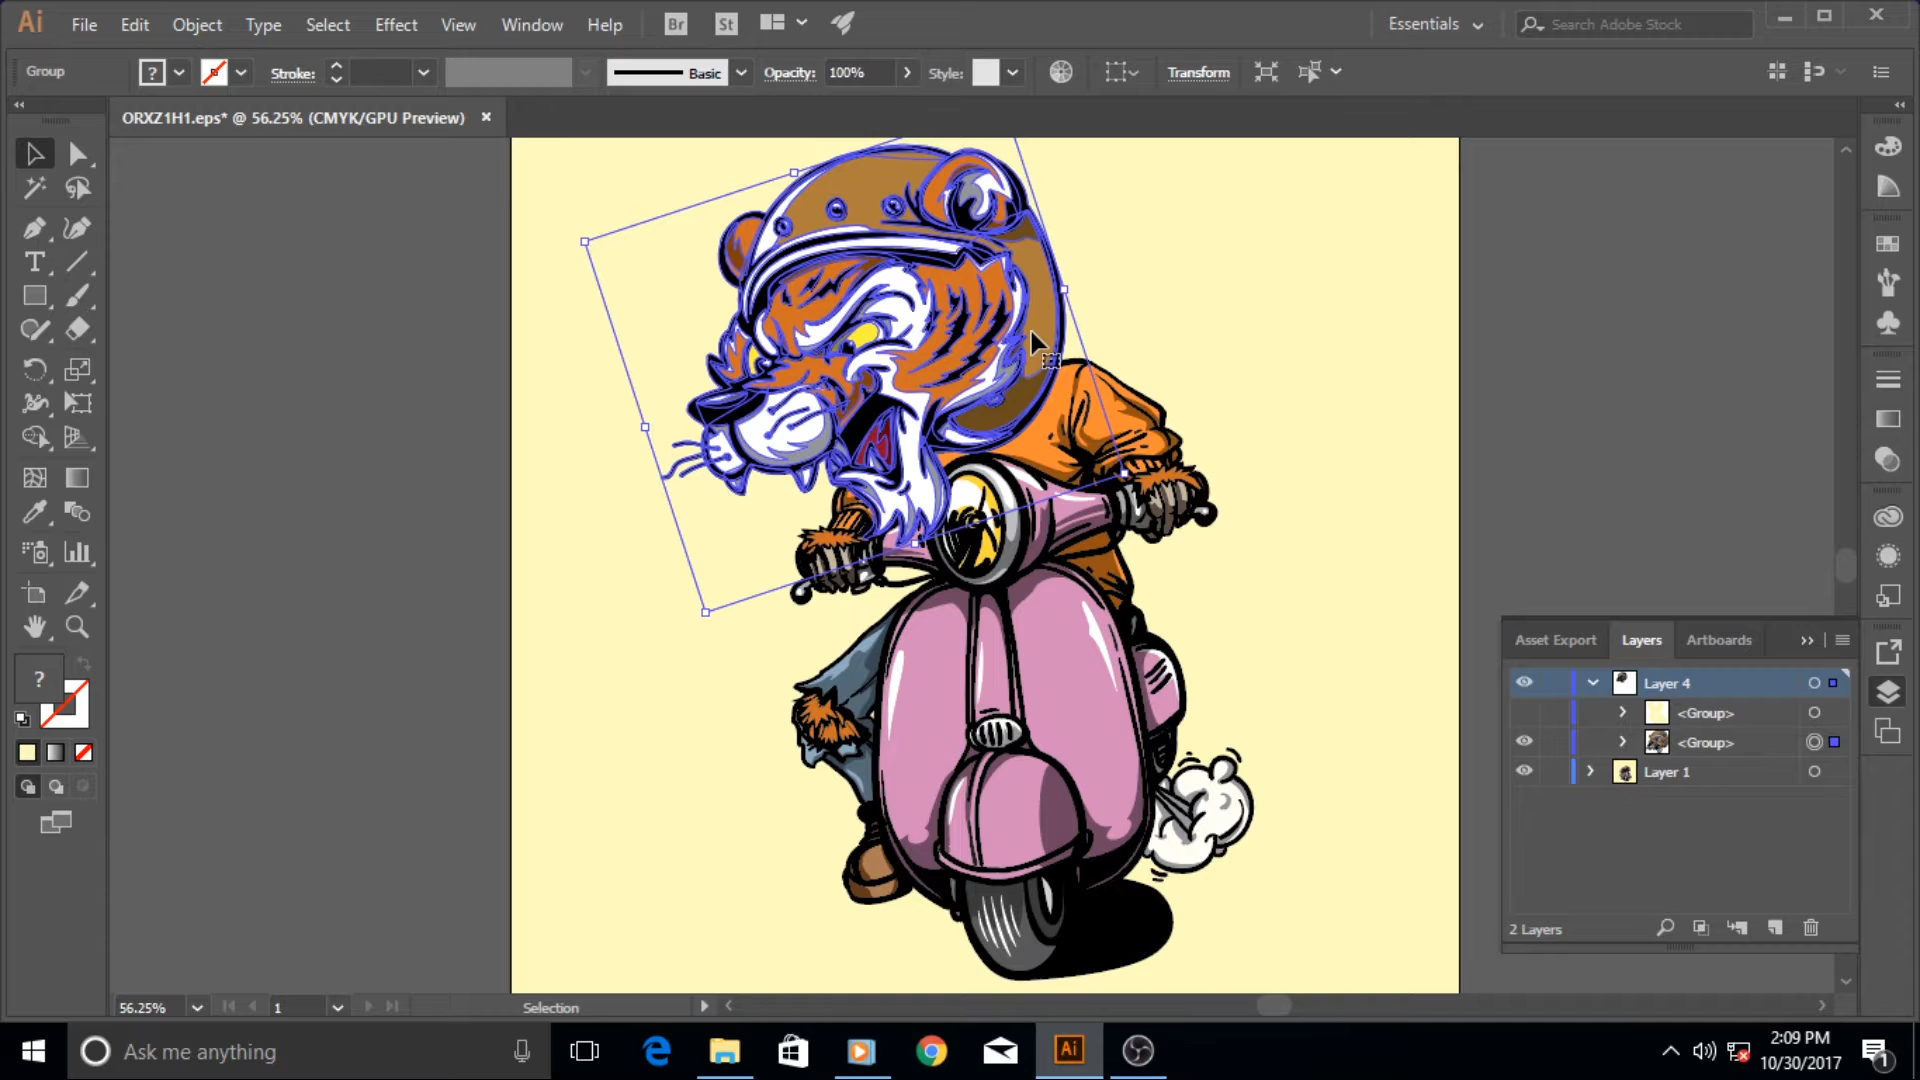 Ai File Edit Object Type Select Effect View Window Help Br St Essentials Search Adobe Stock
Group ? Stroke: Basic Opacity: 100% Style: Transform
ORXZ1H1.eps* @ 56.25% (CMYK/GPU Preview)
T
?
Asset Export Layers Artboards
Layer 4
<Group>
<Group>
Layer 1
2 Layers
56.25% 1 Selection
Ask me anything
Ai
2:09 PM
10/30/2017
1